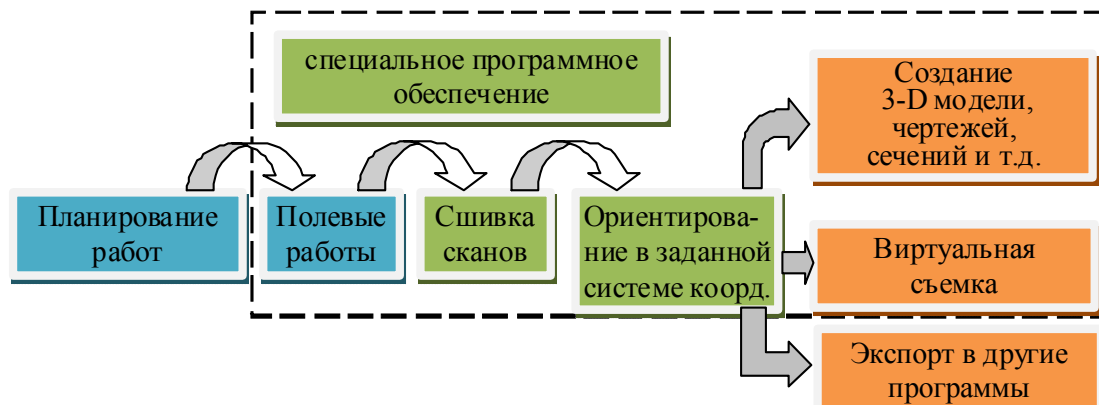 специальное программное
обеспечение
Планирование
работ
Полевые
работы
Сшивка
сканов
Ориентирова-
ние в заданной
системе коорд.
Создание
3-D модели,
чертежей,
сечений и т.д.
Виртуальная
съемка
Экспорт в другие
программы